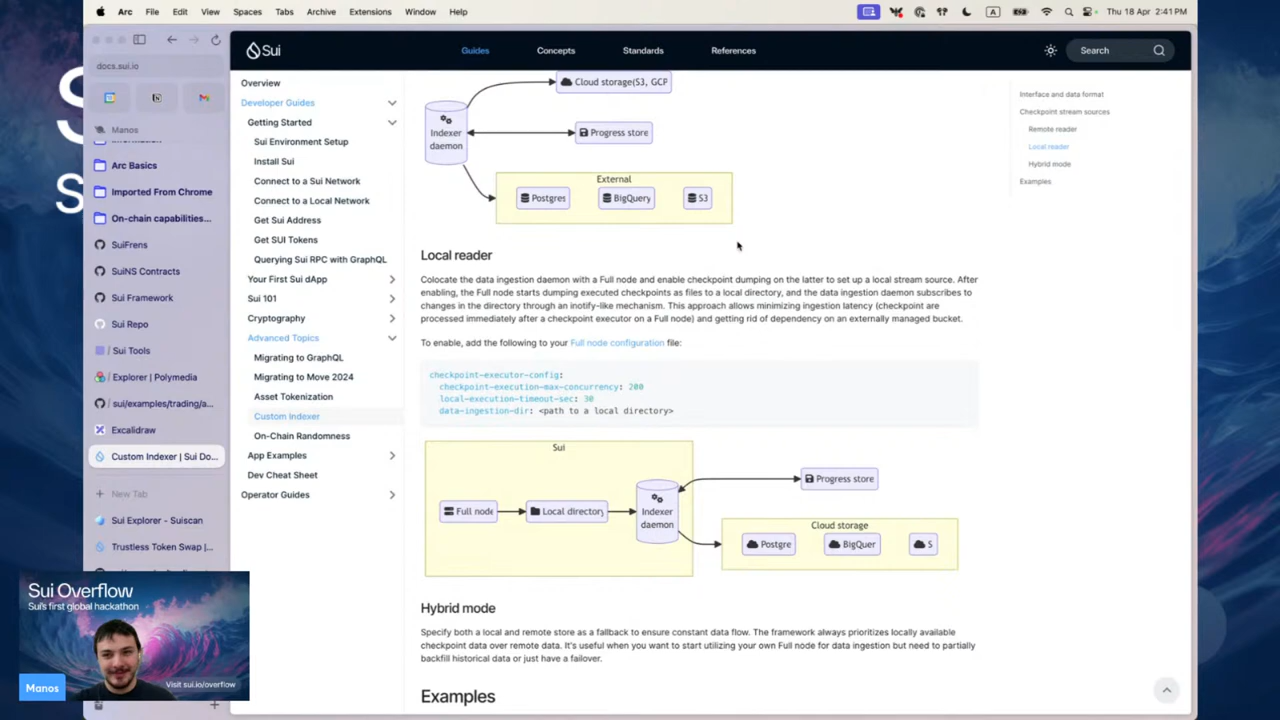 Arc File Edit View Spaces Tabs Archive Extensions Window Help
A Thu 18 Apr 2:41 PM
docs.sui.io
Manos
Arc Basics
Imported From Chrome
On-chain capabilities...
SuiFrens
SuiNS Contracts
Sui Framework
Sui Repo
/ Sui Tools
/ Explorer | Polymedia
/ sui/examples/trading/a...
Excalidraw
Custom Indexer | Sui Do...
New Tab
Sui Explorer - Suiscan
Trustless Token Swap |...
Sui
Guides Concepts Standards References
Search
Overview
Developer Guides
Getting Started
Sui Environment Setup
Install Sui
Connect to a Sui Network
Connect to a Local Network
Get Sui Address
Get SUI Tokens
Querying Sui RPC with GraphQL
Your First Sui dApp
Sui 101
Cryptography
Advanced Topics
Migrating to GraphQL
Migrating to Move 2024
Asset Tokenization
Custom Indexer
On-Chain Randomness
App Examples
Dev Cheat Sheet
Operator Guides
Cloud storage(S3, GCP
Indexer
daemon
Progress store
External
Postgres BigQuery S3
Local reader
Colocate the data ingestion daemon with a Full node and enable checkpoint dumping on the latter to set up a local stream source. After
enabling, the Full node starts dumping executed checkpoints as files to a local directory, and the data ingestion daemon subscribes to
changes in the directory through an inotify-like mechanism. This approach allows minimizing ingestion latency (checkpoint are
processed immediately after a checkpoint executor on a Full node) and getting rid of dependency on an externally managed bucket.
To enable, add the following to your Full node configuration file:
checkpoint-executor-config:
checkpoint-execution-max-concurrency: 200
local-execution-timeout-sec: 30
data-ingestion-dir: <path to a local directory>
Sui
Full node Local directory
Indexer
daemon
Progress store
Cloud storage
Postgre BigQuer S
Hybrid mode
Specify both a local and remote store as a fallback to ensure constant data flow. The framework always prioritizes locally available
checkpoint data over remote data. It's useful when you want to start utilizing your own Full node for data ingestion but need to partially
backfill historical data or just have a failover.
Examples
Interface and data format
Checkpoint stream sources
Remote reader
Local reader
Hybrid mode
Examples
Sui Overflow
Sui's first global hackathon
Manos
Visit sui.io/overflow